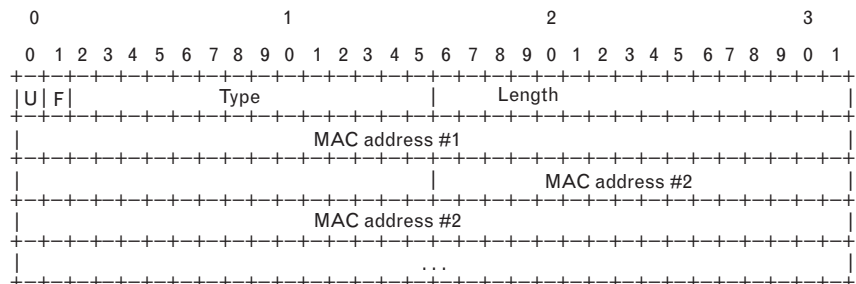 0 1 2 3
0 1 2 3 4 5 6 7 8 9 0 1 2 3 4 5 6 7 8 9 0 1 2 3 4 5 6 7 8 9 0 1
+-+-+-+-+-+-+-+-+-+-+-+-+-+-+-+-+-+-+-+-+-+-+-+-+-+-+-+-+-+-+-+-+
|U|F| Type | Length |
+-+-+-+-+-+-+-+-+-+-+-+-+-+-+-+-+-+-+-+-+-+-+-+-+-+-+-+-+-+-+-+-+
| MAC address #1 |
+-+-+-+-+-+-+-+-+-+-+-+-+-+-+-+-+-+-+-+-+-+-+-+-+-+-+-+-+-+-+-+-+
| | MAC address #2 |
+-+-+-+-+-+-+-+-+-+-+-+-+-+-+-+-+-+-+-+-+-+-+-+-+-+-+-+-+-+-+-+-+
| MAC address #2 |
+-+-+-+-+-+-+-+-+-+-+-+-+-+-+-+-+-+-+-+-+-+-+-+-+-+-+-+-+-+-+-+-+
| ... |
+-+-+-+-+-+-+-+-+-+-+-+-+-+-+-+-+-+-+-+-+-+-+-+-+-+-+-+-+-+-+-+-+